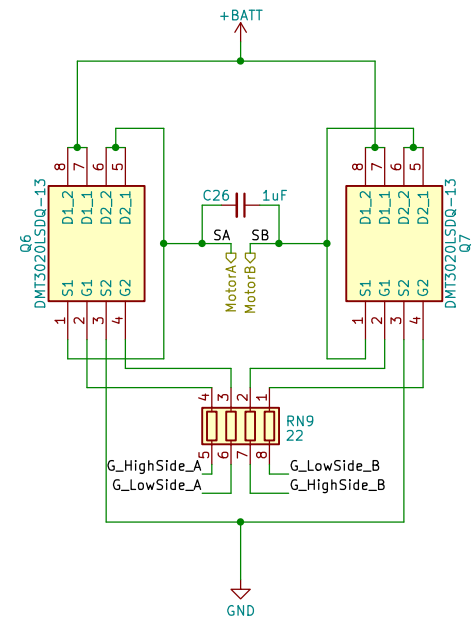 +BATT
8 7 6 5
D1_2 D1_1 D2_2 D2_1
Q6
DMT3020LSDQ-13
S1 G1 S2 G2
1 2 3 4
C26 1uF
SA SB
MotorA MotorB
8 7 6 5
D1_2 D1_1 D2_2 D2_1
Q7
DMT3020LSDQ-13
S1 G1 S2 G2
1 2 3 4
4 3 2 1
RN9
22
5 6 7 8
G_HighSide_A G_LowSide_B
G_LowSide_A G_HighSide_B
GND